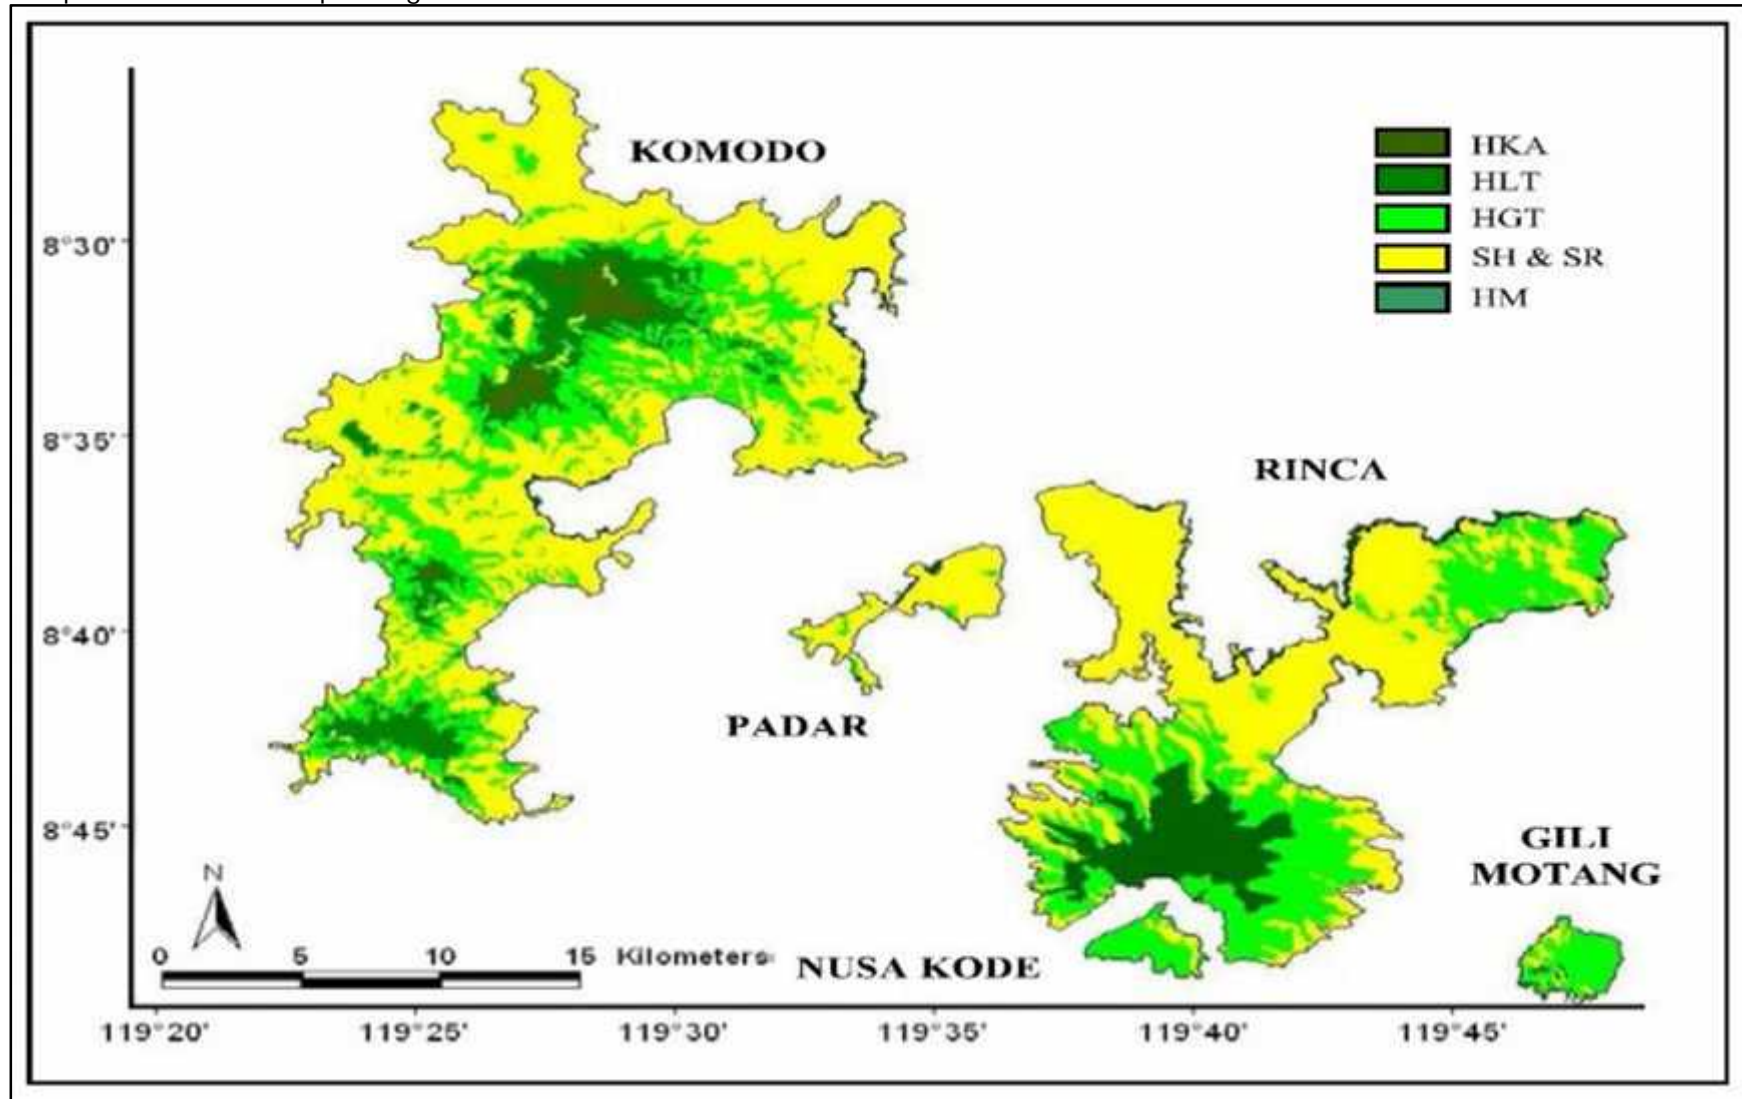 KOMODO
HKA
HLT
HGT
SH & SR
HM
8°30'
8°35'
RINCA
8°40'
PADAR
8°45'
GILI
MOTANG
N
0 5 10 15 Kilometers
NUSA KODE
119°20' 119°25' 119°30' 119°35' 119°40' 119°45'